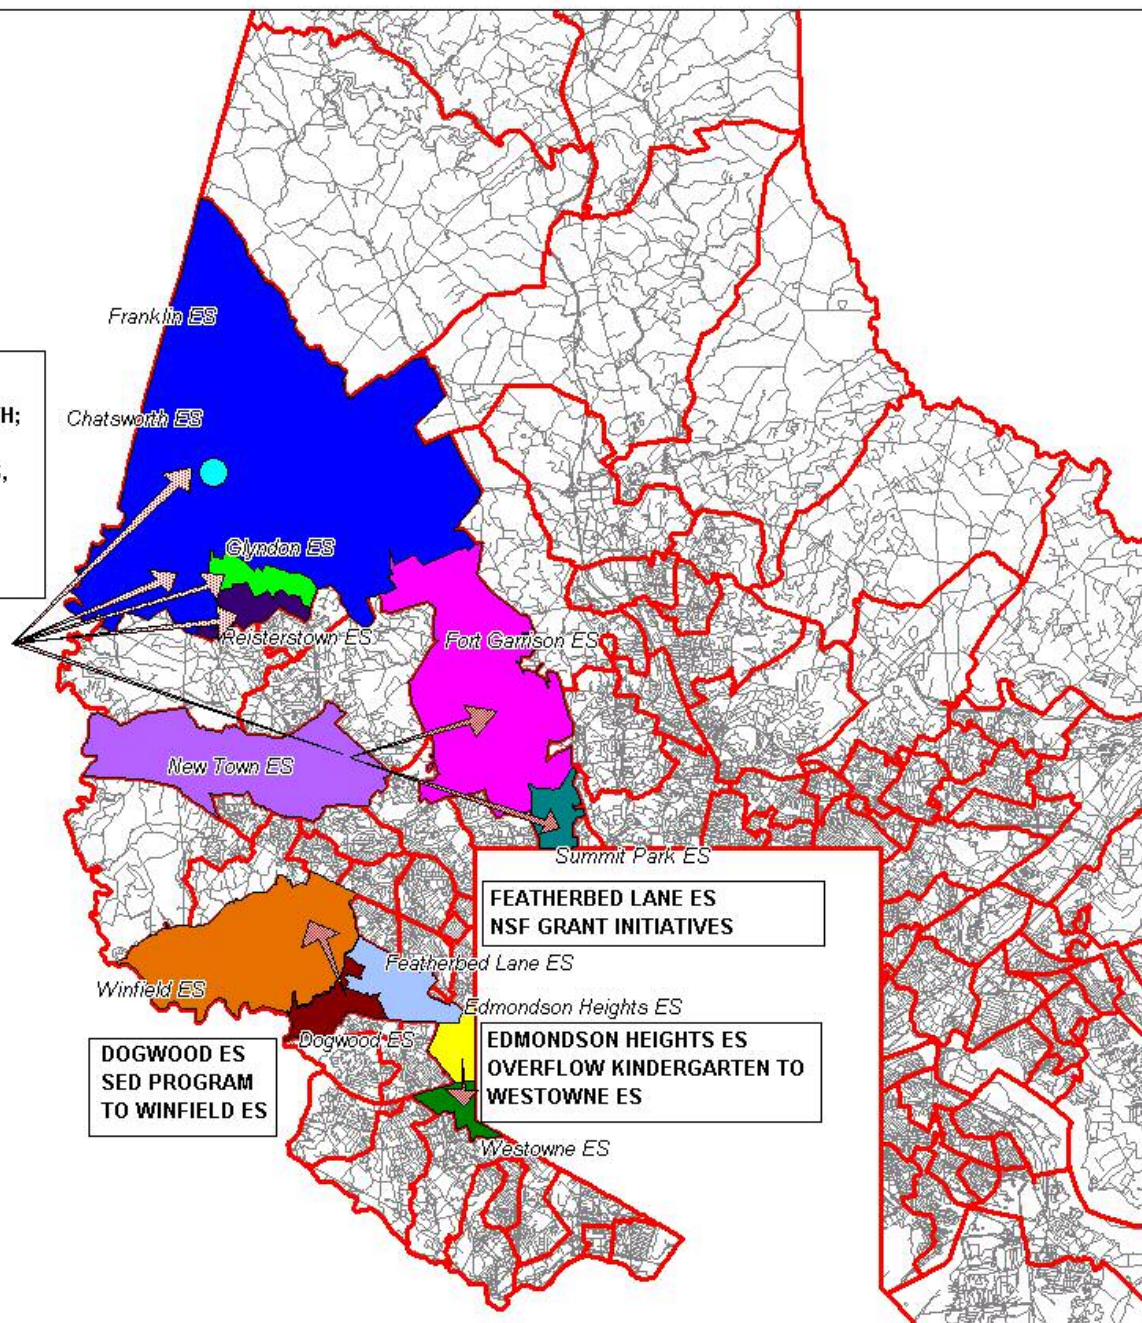 Franklin ES
H;
Chatsworth ES
,
Glyndon ES
Reisterstown ES
Fort Garrison ES
New Town ES
Summit Park ES
FEATHERBED LANE ES
NSF GRANT INITIATIVES
Featherbed Lane ES
Winfield ES
Edmondson Heights ES
Dogwood ES
DOGWOOD ES
SED PROGRAM
TO WINFIELD ES
EDMONDSON HEIGHTS ES
OVERFLOW KINDERGARTEN TO
WESTOWNE ES
Westowne ES